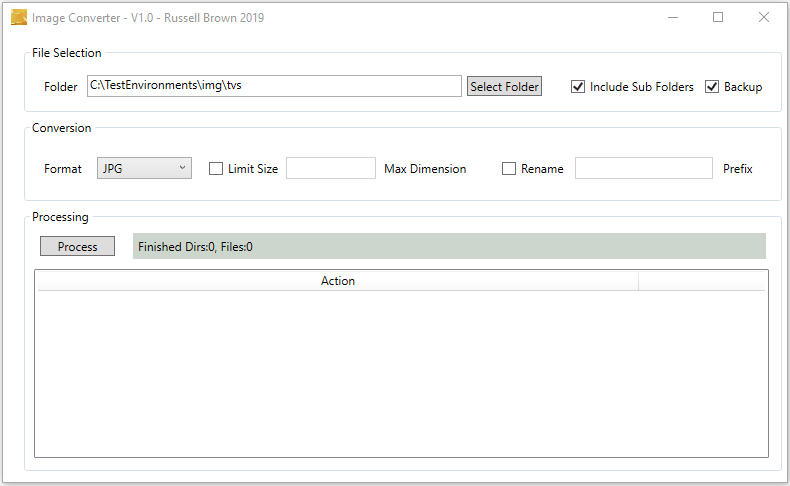 Image Converter - V1.0 - Russell Brown 2019
File Selection
Folder C:\TestEnvironments\img\tvs Select Folder Include Sub Folders Backup
Conversion
Format JPG Limit Size Max Dimension Rename Prefix
Processing
Process Finished Dirs:0, Files:0
Action